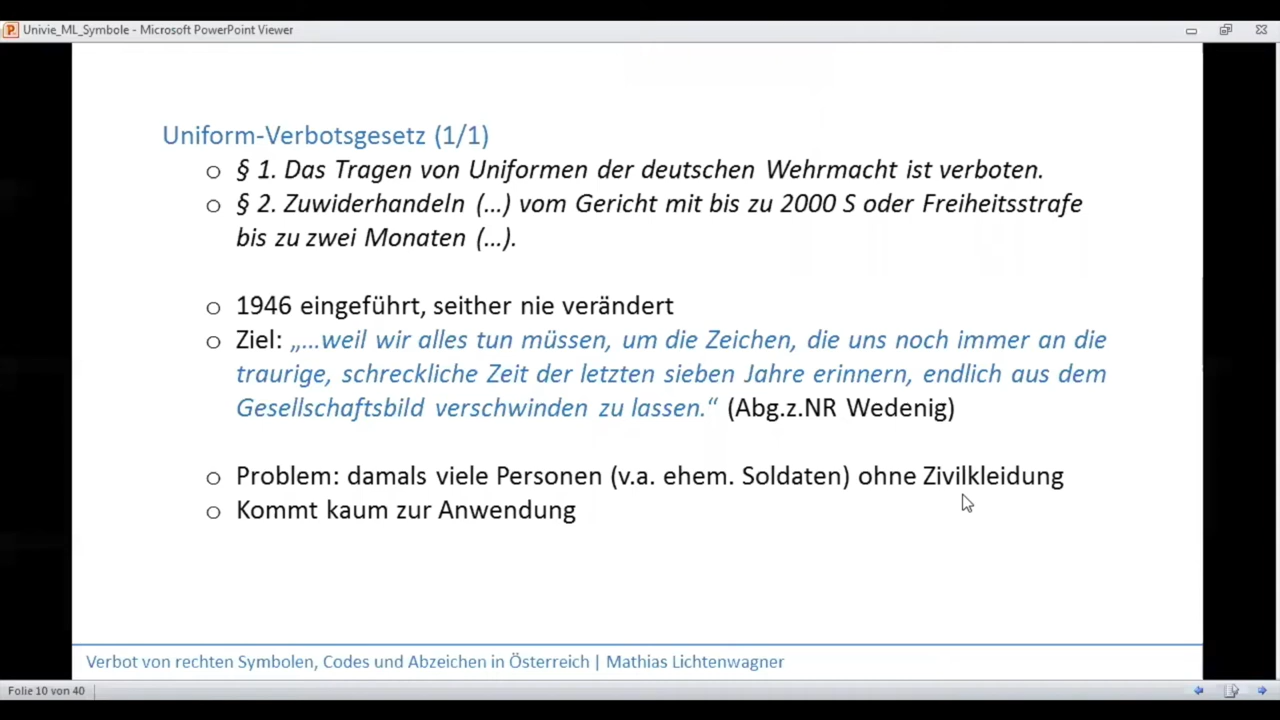 Univie_ML_Symbole - Microsoft PowerPoint Viewer
Uniform-Verbotsgesetz (1/1)
o § 1. Das Tragen von Uniformen der deutschen Wehrmacht ist verboten.
o § 2. Zuwiderhandeln (…) vom Gericht mit bis zu 2000 S oder Freiheitsstrafe
bis zu zwei Monaten (…).
o 1946 eingeführt, seither nie verändert
o Ziel: „…weil wir alles tun müssen, um die Zeichen, die uns noch immer an die
traurige, schreckliche Zeit der letzten sieben Jahre erinnern, endlich aus dem
Gesellschaftsbild verschwinden zu lassen.“ (Abg.z.NR Wedenig)
o Problem: damals viele Personen (v.a. ehem. Soldaten) ohne Zivilkleidung
o Kommt kaum zur Anwendung
Verbot von rechten Symbolen, Codes und Abzeichen in Österreich | Mathias Lichtenwagner
Folie 10 von 40